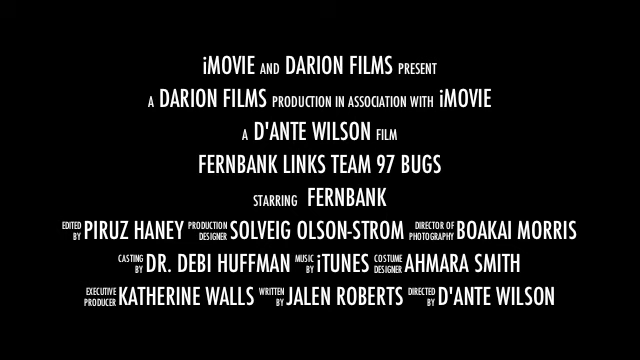 iMOVIE AND DARION FILMS PRESENT
A DARION FILMS PRODUCTION IN ASSOCIATION WITH iMOVIE
A D'ANTE WILSON FILM
FERNBANK LINKS TEAM 97 BUGS
STARRING FERNBANK
EDITED BY PIRUZ HANEY PRODUCTION DESIGNER SOLVEIG OLSON-STROM DIRECTOR OF PHOTOGRAPHY BOAKAI MORRIS
CASTING BY DR. DEBI HUFFMAN MUSIC BY iTUNES COSTUME DESIGNER AHMARA SMITH
EXECUTIVE PRODUCER KATHERINE WALLS WRITTEN BY JALEN ROBERTS DIRECTED BY D'ANTE WILSON